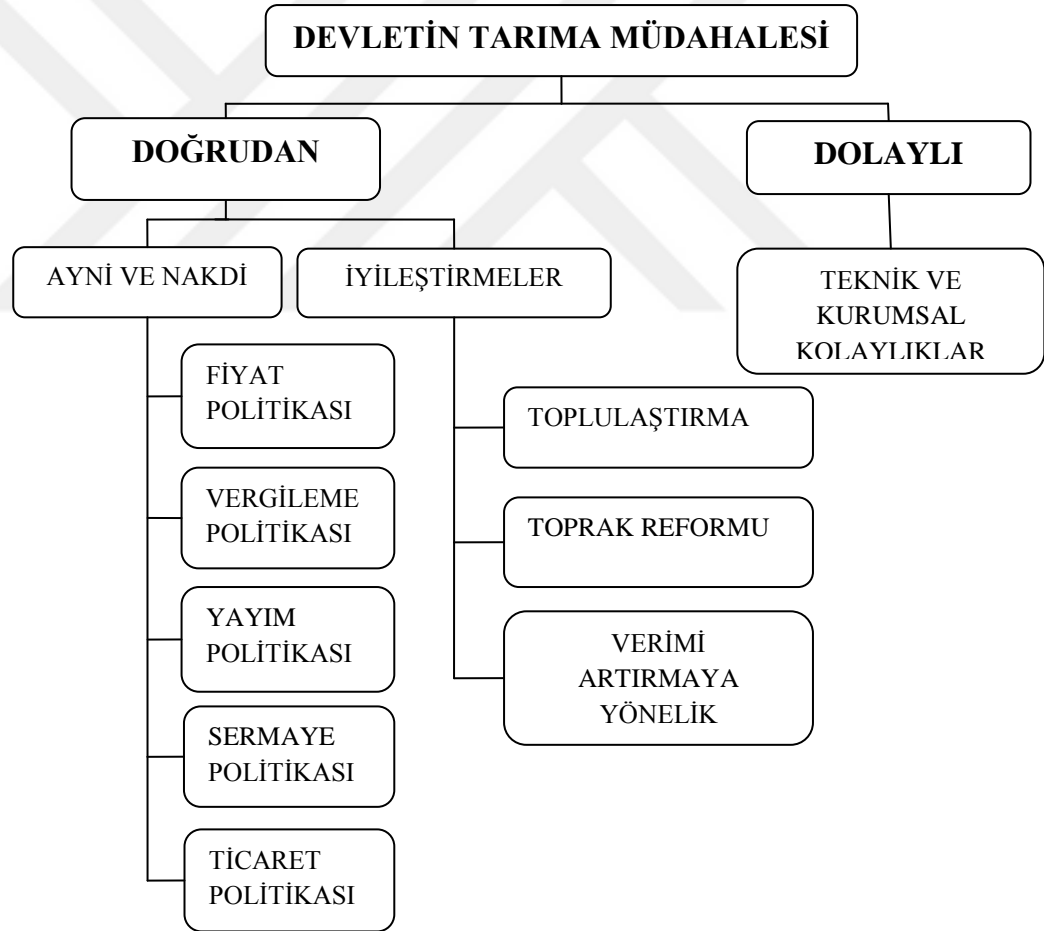 DEVLETİN TARIMA MÜDAHALESİ
DOĞRUDAN
DOLAYLI
AYNİ VE NAKDİ
İYİLEŞTİRMELER
TEKNİK VE
KURUMSAL
KOLAYLIKLAR
FİYAT
POLİTİKASI
VERGİLEME
POLİTİKASI
YAYIM
POLİTİKASI
SERMAYE
POLİTİKASI
TİCARET
POLİTİKASI
TOPLULAŞTIRMA
TOPRAK REFORMU
VERİMİ
ARTIRMAYA
YÖNELİK